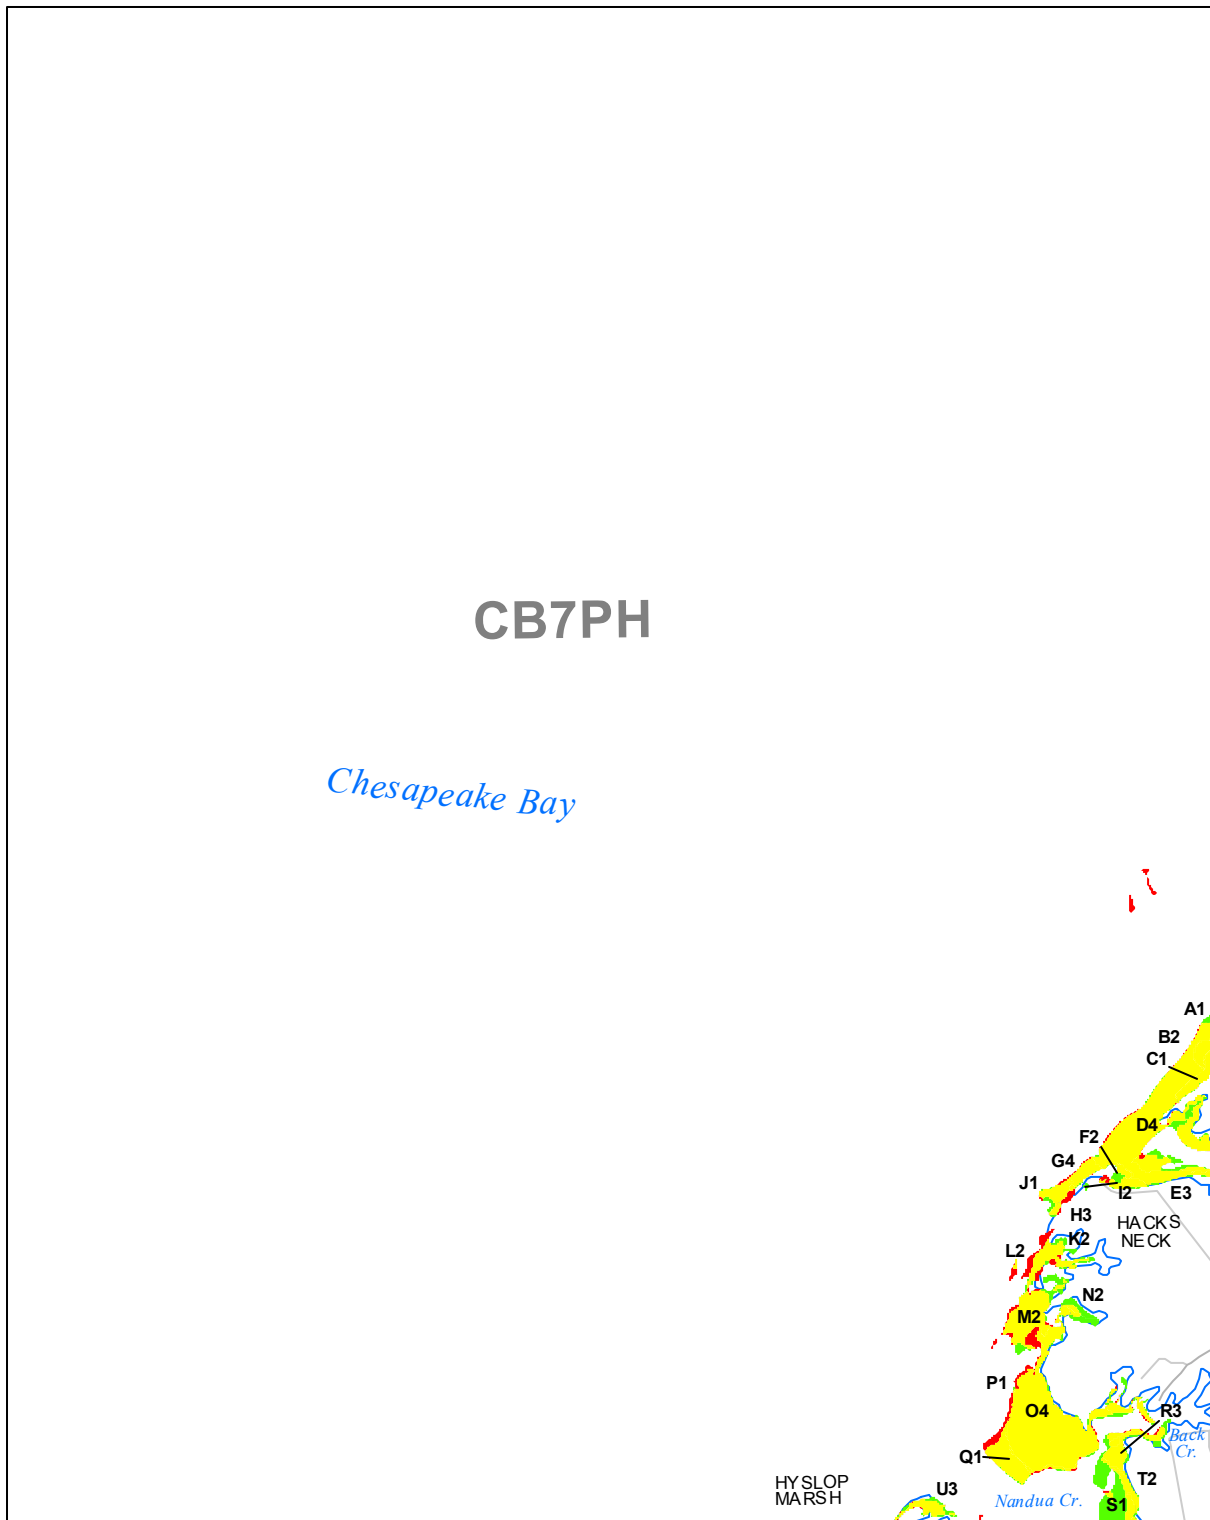 CB7PH
Chesapeake Bay
A1
B2
C1
D4
F2
G4
J1
I2
E3
H3
HACKS
NECK
K2
L2
N2
M2
P1
O4
R3
Back
Cr.
Q1
T2
HYSLOP
MARSH
U3
Nandua Cr.
S1